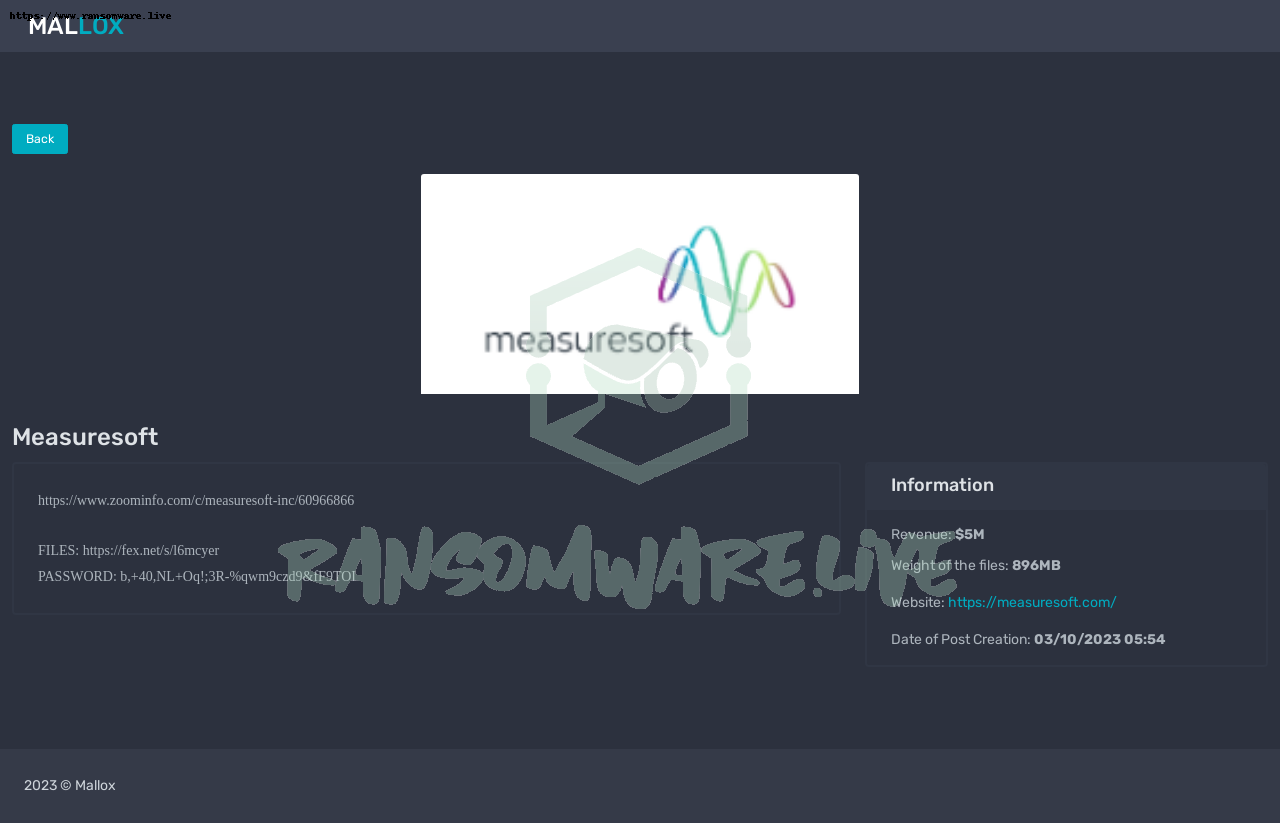 https://www.ransomware.live
MALLOX
Back
measuresoft
Measuresoft
https://www.zoominfo.com/c/measuresoft-inc/60966866
FILES: https://fex.net/s/l6mcyer
PASSWORD: b,+40,NL+Oq!;3R-%qwm9czd9&fF9TOL
Information
Revenue: $5M
Weight of the files: 896MB
Website: https://measuresoft.com/
Date of Post Creation: 03/10/2023 05:54
RANSOMWARE.LIVE
2023 © Mallox